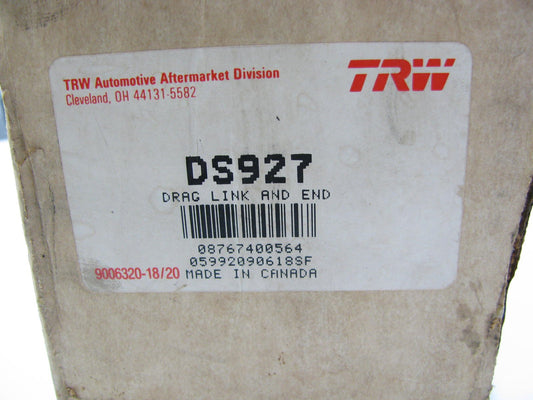 TRW Automotive Aftermarket Division
Cleveland, OH 44131-5582
TRW
DS927
DRAG LINK AND END
08767400564
05992090618SF
9006320-18/20 MADE IN CANADA